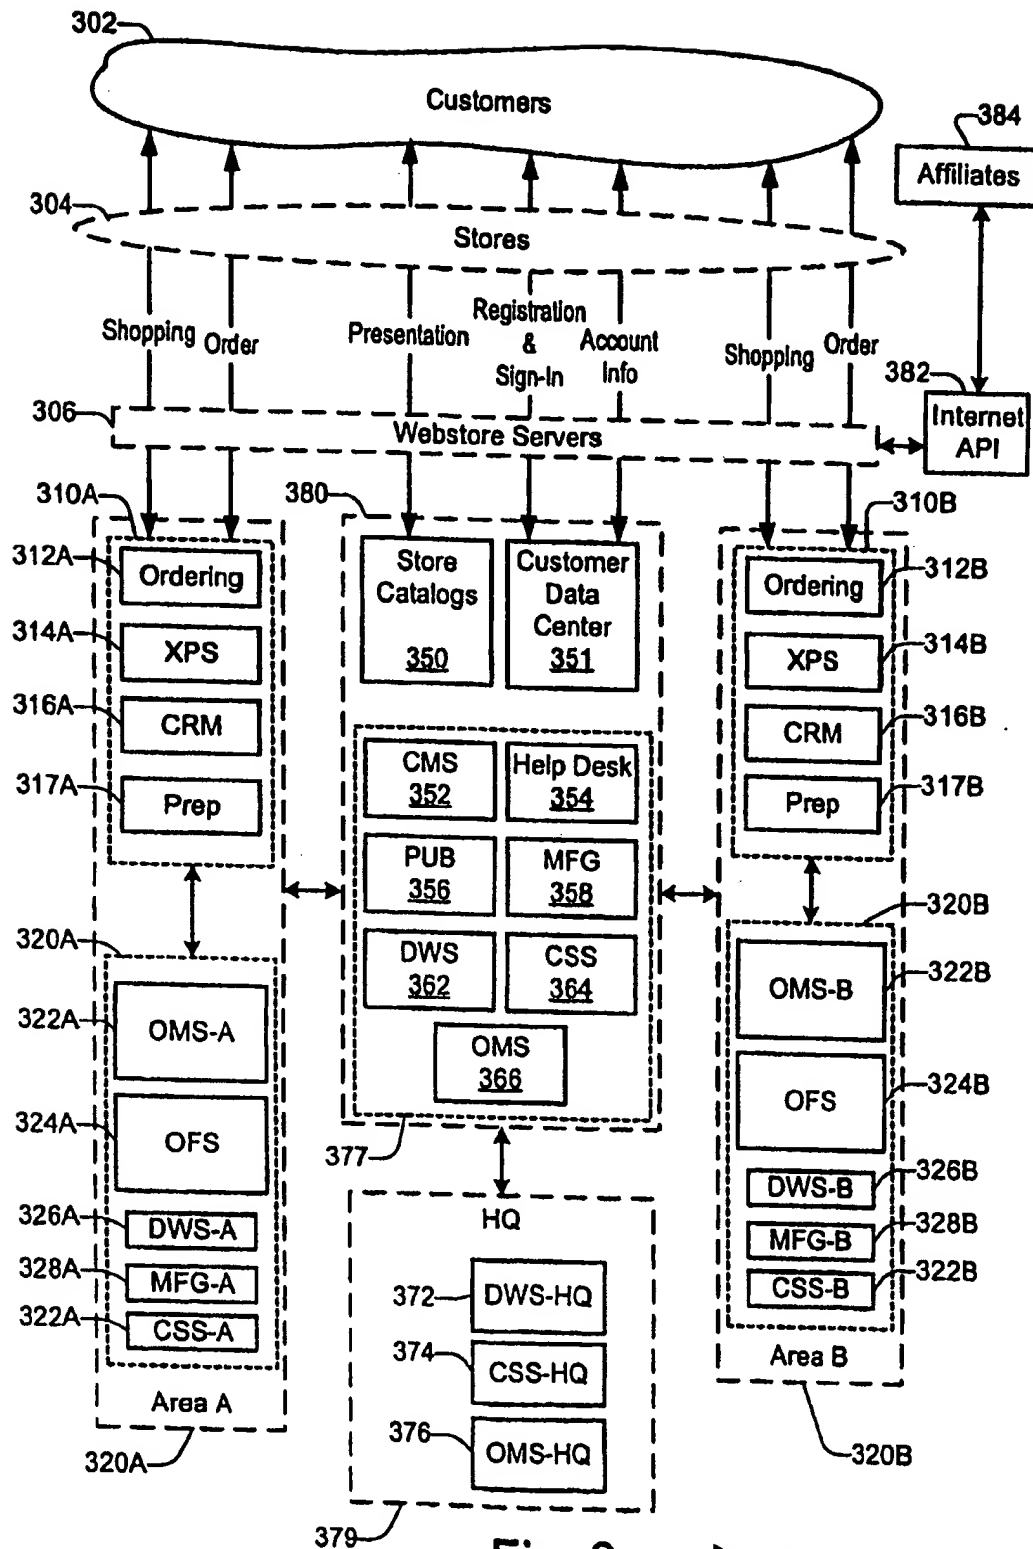 302
Customers
384
Affiliates
304
Stores
Shopping
Order
Presentation
Registration
&
Sign-In
Account
Info
Shopping
Order
382
Internet
API
306
Webstore Servers
310A
380
310B
312A
Ordering
Store
Catalogs
350
Customer
Data
Center
351
Ordering
312B
314A
XPS
XPS
314B
316A
CRM
CRM
316B
317A
Prep
Prep
317B
CMS
352
Help Desk
354
PUB
356
MFG
358
DWS
362
CSS
364
OMS
366
377
320A
320B
322A
OMS-A
OMS-B
322B
324A
OFS
OFS
324B
326A
DWS-A
DWS-B
326B
328A
MFG-A
MFG-B
328B
322A
CSS-A
CSS-B
322B
Area A
Area B
320A
320B
HQ
372
DWS-HQ
374
CSS-HQ
376
OMS-HQ
379